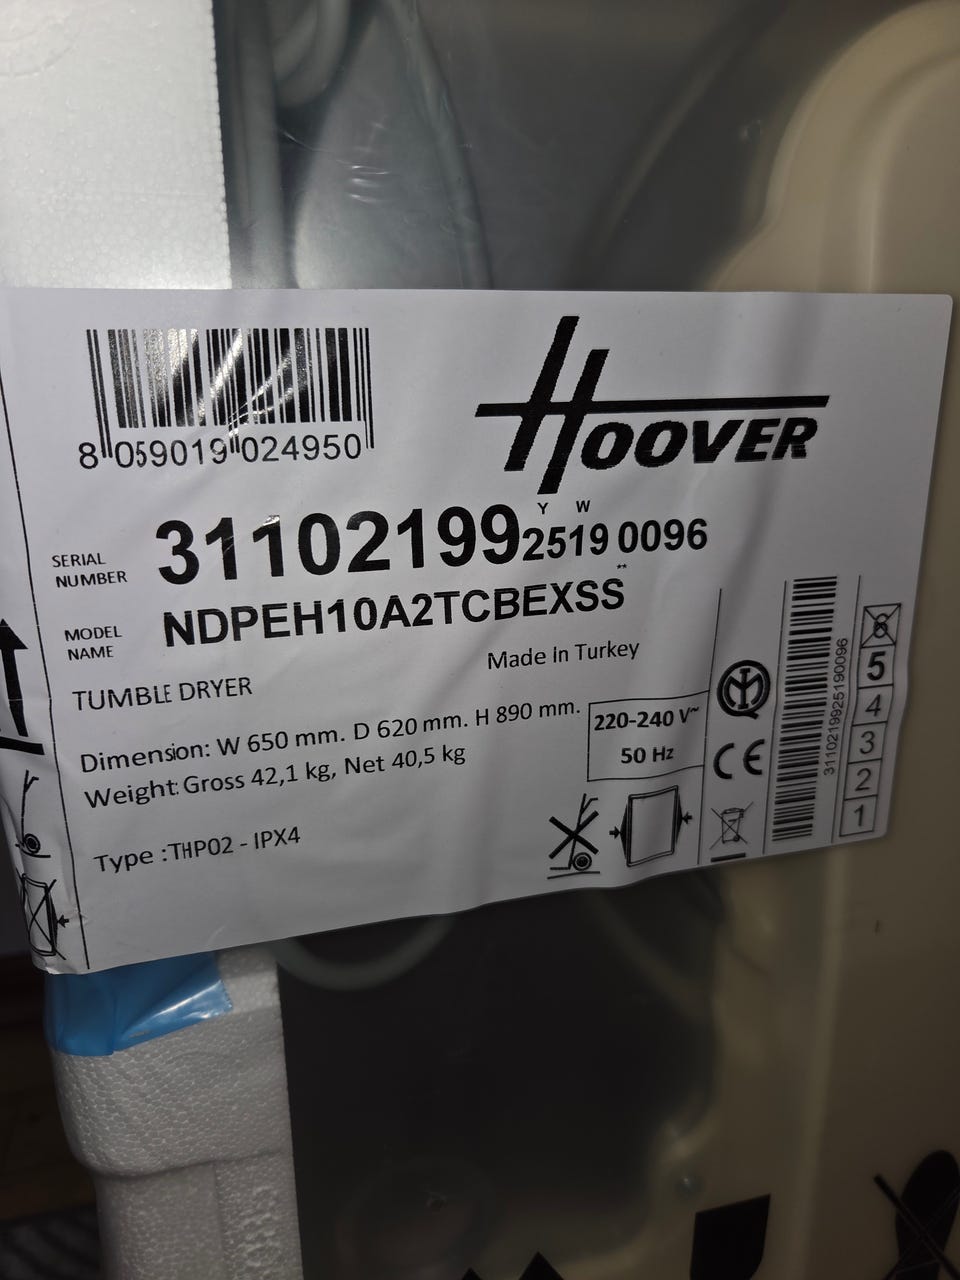 8 059019 024950
HOOVER
Y W
SERIAL NUMBER 31102199 2519 0096
**
MODEL NAME NDPEH10A2TCBEXSS
Made in Turkey
TUMBLE DRYER
Dimension: W 650 mm. D 620 mm. H 890 mm.
Weight: Gross 42,1 kg, Net 40,5 kg
220-240 V~
50 Hz
Type : THP02 - IPX4
CE
3110219925190096
6
5
4
3
2
1